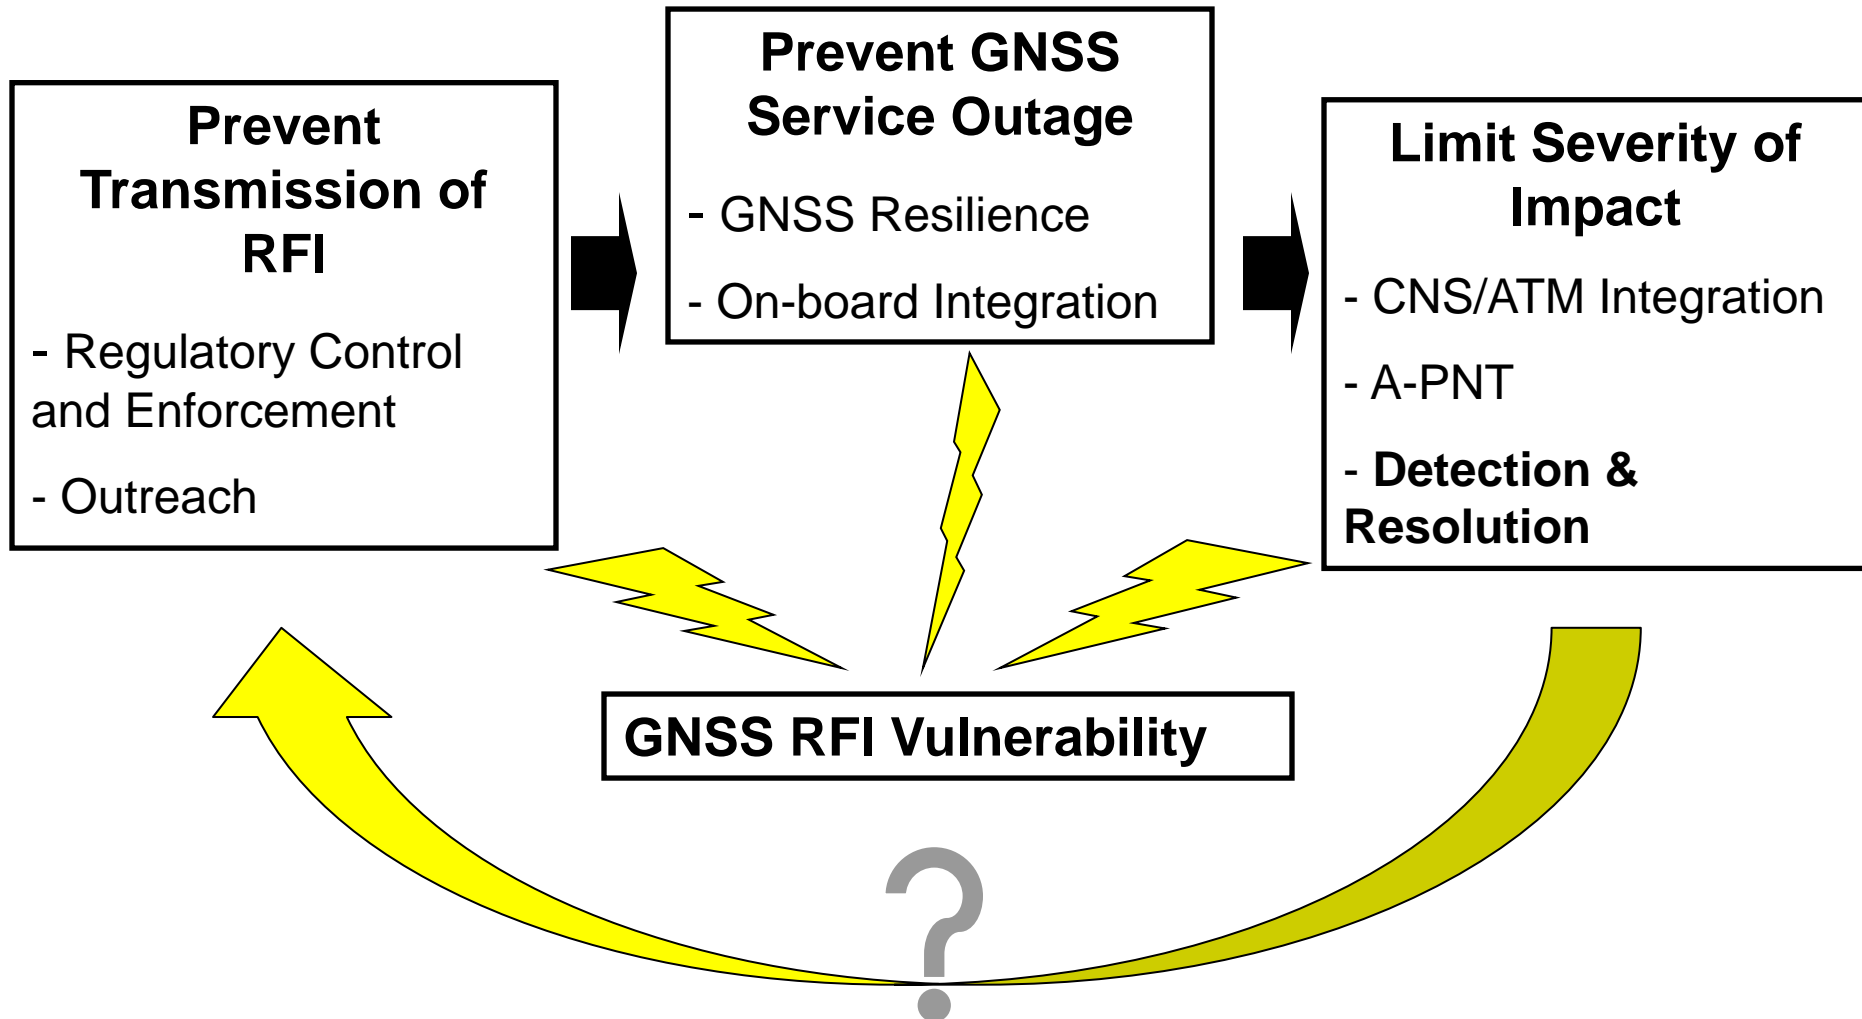 Prevent
Transmission of
RFI
- Regulatory Control
and Enforcement
- Outreach
Prevent GNSS
Service Outage
- GNSS Resilience
- On-board Integration
Limit Severity of
Impact
- CNS/ATM Integration
- A-PNT
- Detection &
Resolution
GNSS RFI Vulnerability
?